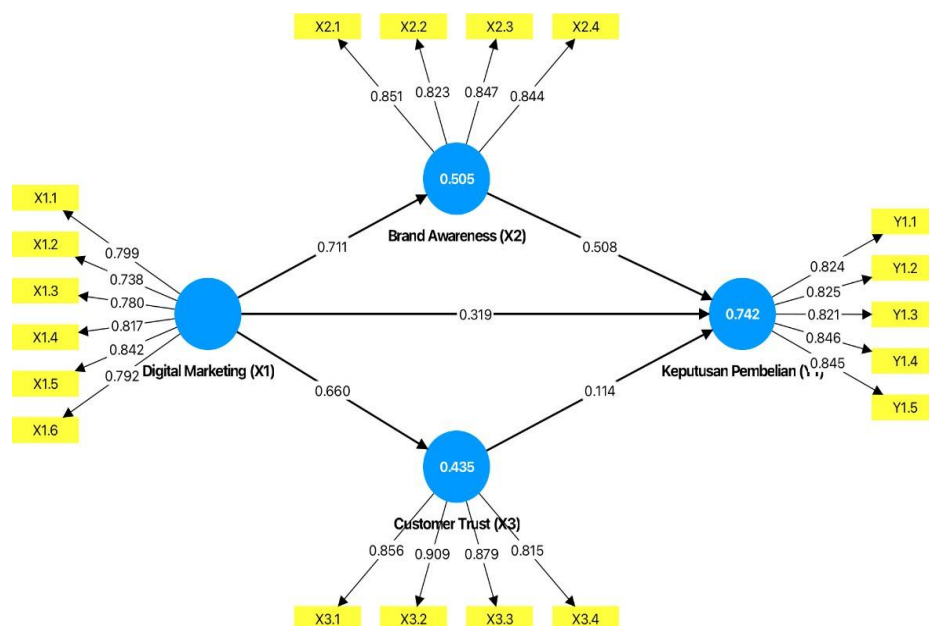 X2.1 X2.2 X2.3 X2.4
0.851 0.823 0.847 0.844
0.505
Brand Awareness (X2)
X1.1
X1.2
X1.3
X1.4
X1.5
X1.6
0.799
0.738
0.780
0.817
0.842
0.792
Digital Marketing (X1)
0.711
0.508
0.319
0.660
0.114
0.742
Keputusan Pembelian (Y1)
0.824
0.825
0.821
0.846
0.845
Y1.1
Y1.2
Y1.3
Y1.4
Y1.5
0.435
Customer Trust (X3)
0.856 0.909 0.879 0.815
X3.1 X3.2 X3.3 X3.4